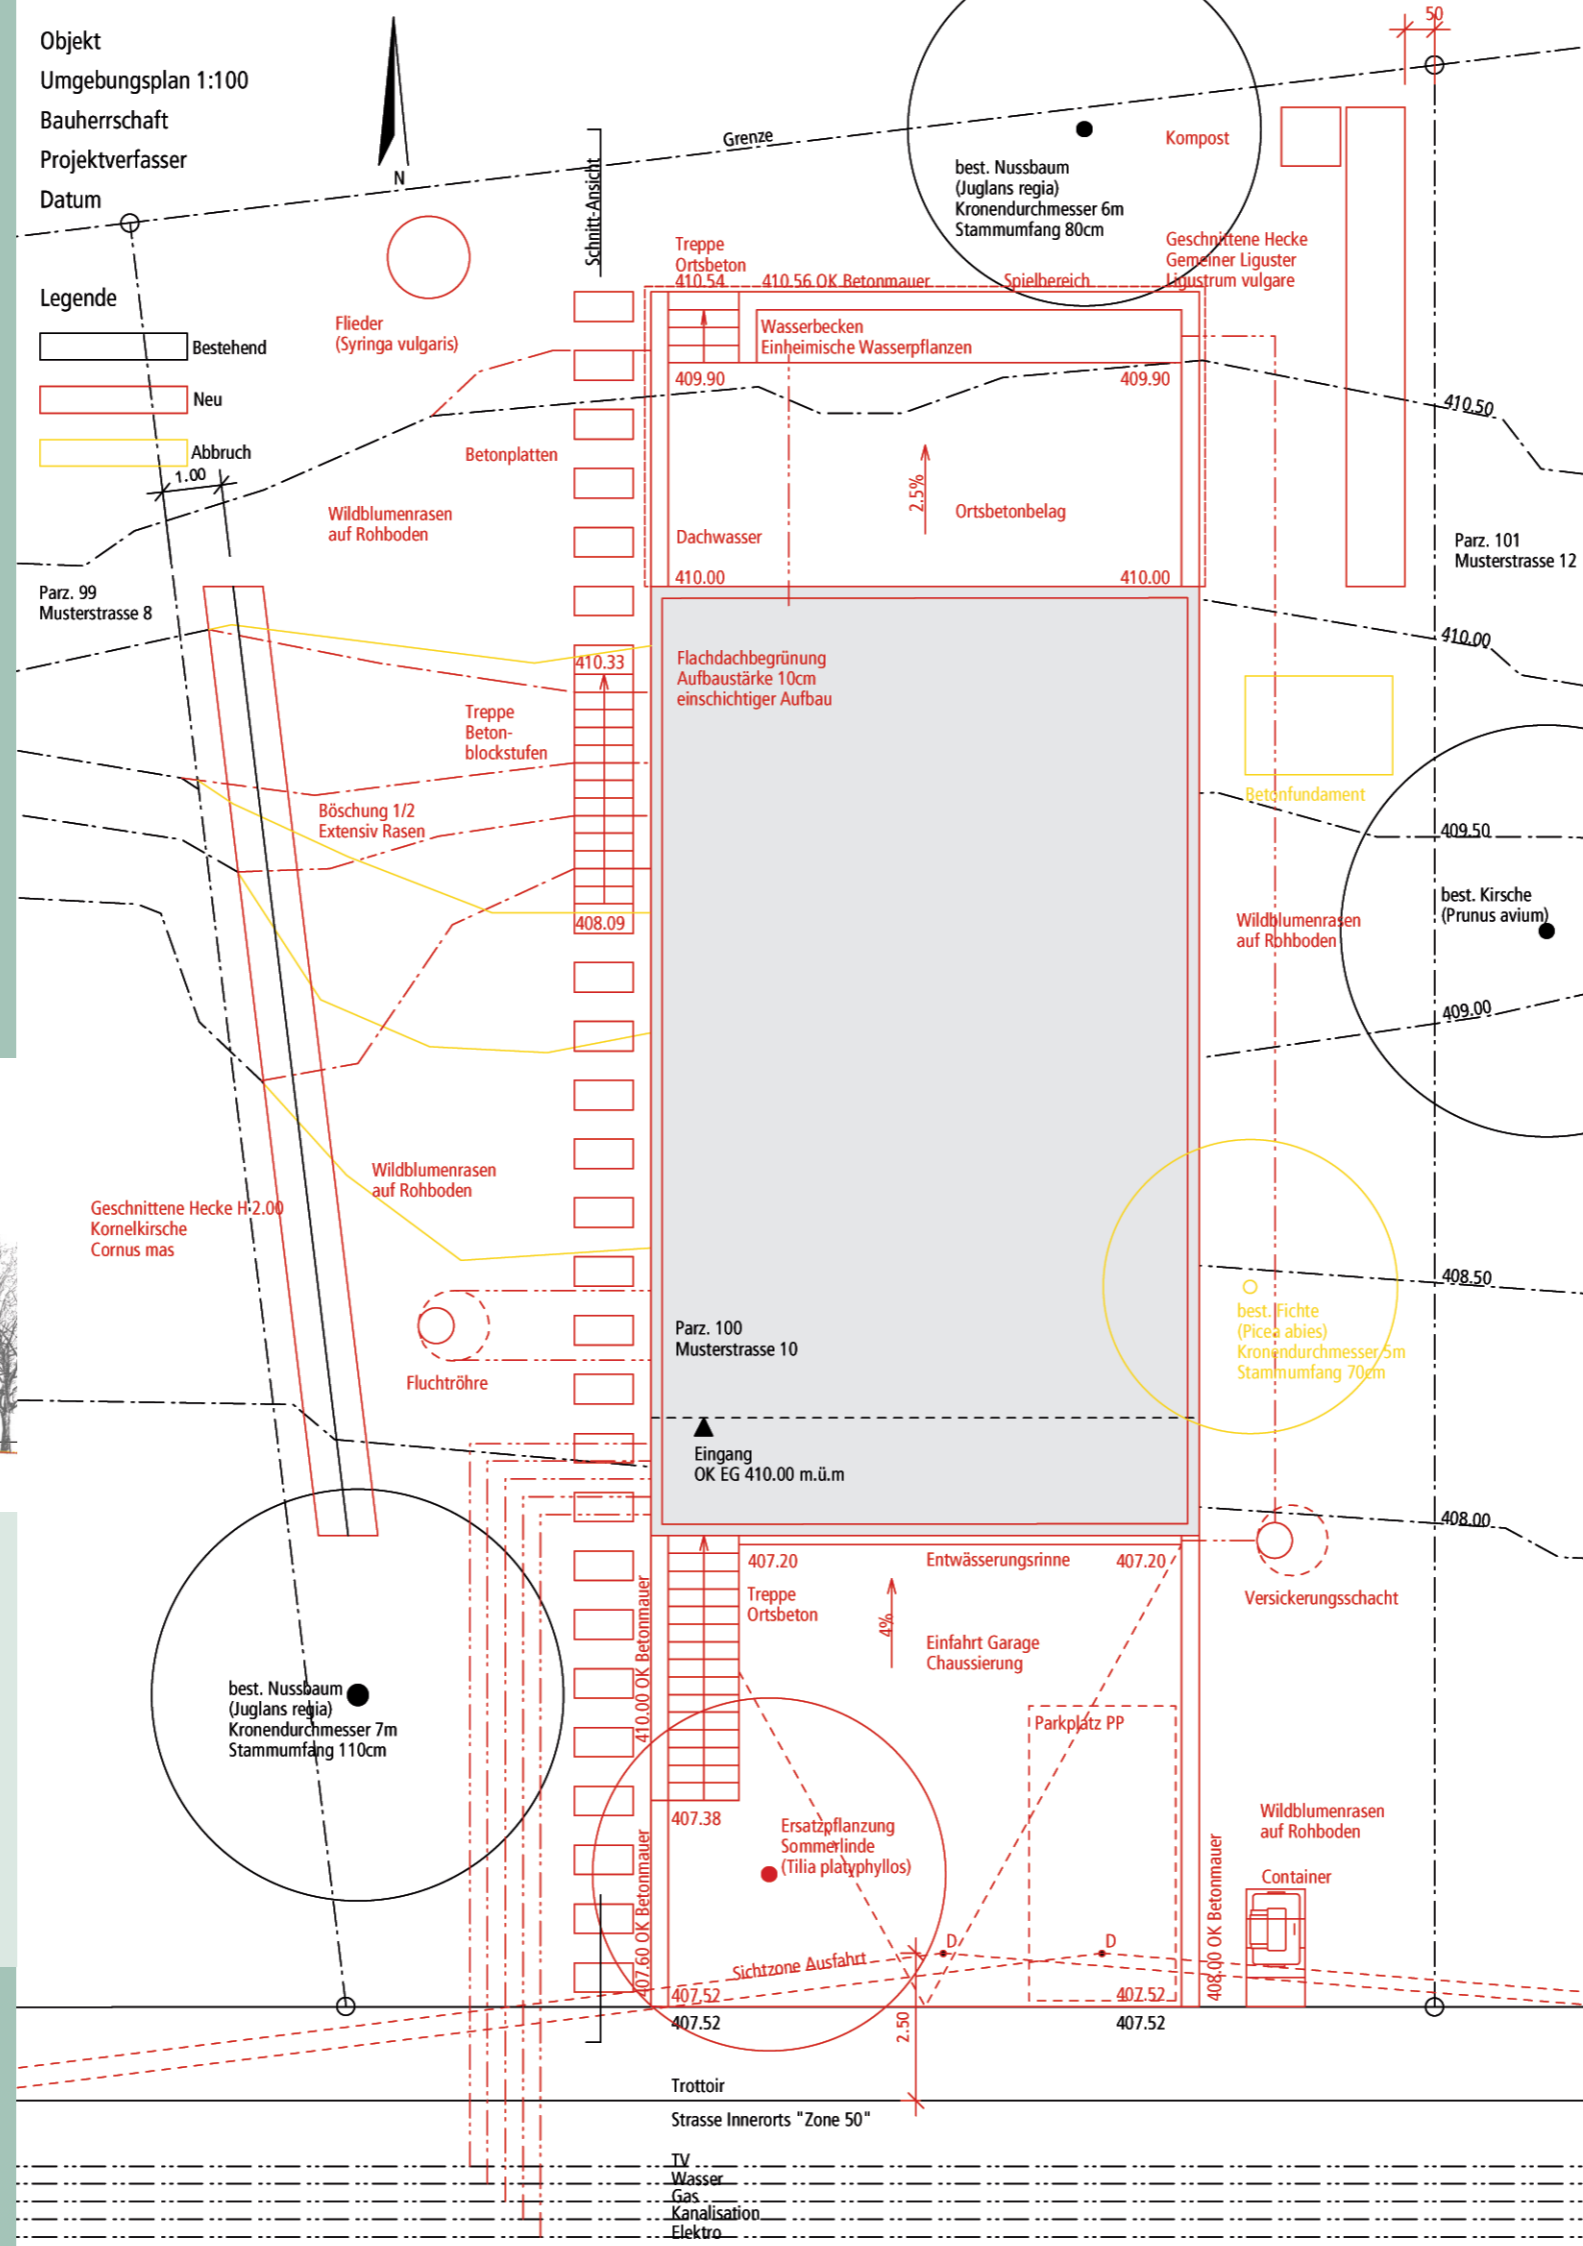 Objekt
Umgebungsplan 1:100
Bauherrschaft
Projektverfasser
Datum
N
Schnitt-Ansicht
Grenze
50
Kompost
best. Nussbaum
(Juglans regia)
Kronendurchmesser 6m
Stammumfang 80cm
Geschnittene Hecke
Gemeiner Liguster
Ligustrum vulgare
Treppe
Ortsbeton
410.54
410.56 OK Betonmauer
Spielbereich
Legende
Bestehend
Neu
Abbruch
1.00
Flieder
(Syringa vulgaris)
Wasserbecken
Einheimische Wasserpflanzen
409.90
409.90
410.50
Betonplatten
2.5%
Ortsbetonbelag
Wildblumenrasen
auf Rohboden
Dachwasser
410.00
410.00
Parz. 101
Musterstrasse 12
Parz. 99
Musterstrasse 8
410.00
410.33
Flachdachbegrünung
Aufbaustärke 10cm
einschichtiger Aufbau
Treppe
Beton-
blockstufen
Betonfundament
Böschung 1/2
Extensiv Rasen
409.50
408.09
best. Kirsche
(Prunus avium)
Wildblumenrasen
auf Rohboden
409.00
Wildblumenrasen
auf Rohboden
Geschnittene Hecke H 2.00
Kornelkirsche
Cornus mas
408.50
best. Fichte
(Picea abies)
Kronendurchmesser 5m
Stammumfang 70cm
Parz. 100
Musterstrasse 10
Fluchtröhre
Eingang
OK EG 410.00 m.ü.m
408.00
407.20
Entwässerungsrinne
407.20
Treppe
Ortsbeton
410.00 OK Betonmauer
4%
Einfahrt Garage
Chaussierung
Versickerungsschacht
best. Nussbaum
(Juglans regia)
Kronendurchmesser 7m
Stammumfang 110cm
Parkplatz PP
407.38
Ersatzpflanzung
Sommerlinde
(Tilia platyphyllos)
Wildblumenrasen
auf Rohboden
Container
407.60 OK Betonmauer
408.00 OK Betonmauer
Sichtzone Ausfahrt
D
D
407.52
407.52
407.52
407.52
2.50
Trottoir
Strasse Innerorts "Zone 50"
TV
Wasser
Gas
Kanalisation
Elektro